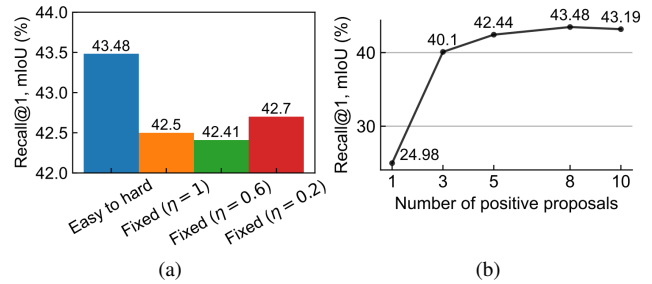 Recall@1, mIoU (%)
44.0
43.5
43.0
42.5
42.0
43.48
42.5
42.41
42.7
Easy to hard
Fixed (η = 1)
Fixed (η = 0.6)
Fixed (η = 0.2)
(a)
Recall@1, mIoU (%)
40
30
24.98
40.1
42.44
43.48
43.19
1 3 5 8 10
Number of positive proposals
(b)